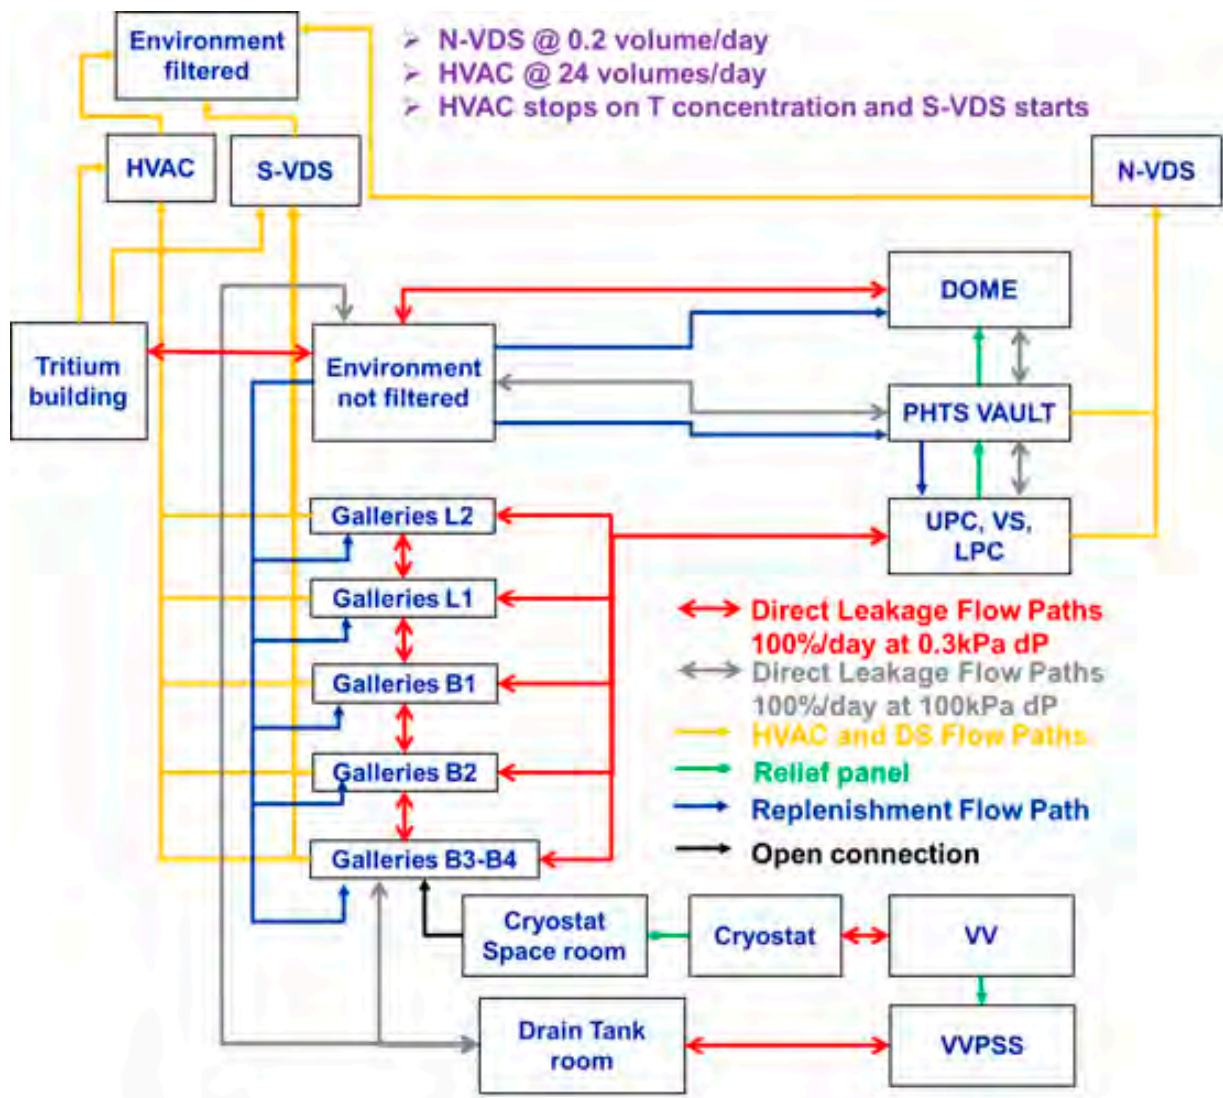 Environment
filtered
➢ N-VDS @ 0.2 volume/day
➢ HVAC @ 24 volumes/day
➢ HVAC stops on T concentration and S-VDS starts
HVAC
S-VDS
N-VDS
DOME
Tritium
building
Environment
not filtered
PHTS VAULT
Galleries L2
UPC, VS,
LPC
Galleries L1
Galleries B1
Galleries B2
Galleries B3-B4
Direct Leakage Flow Paths
100%/day at 0.3kPa dP
Direct Leakage Flow Paths
100%/day at 100kPa dP
HVAC and DS Flow Paths
Relief panel
Replenishment Flow Path
Open connection
Cryostat
Space room
Cryostat
VV
Drain Tank
room
VVPSS